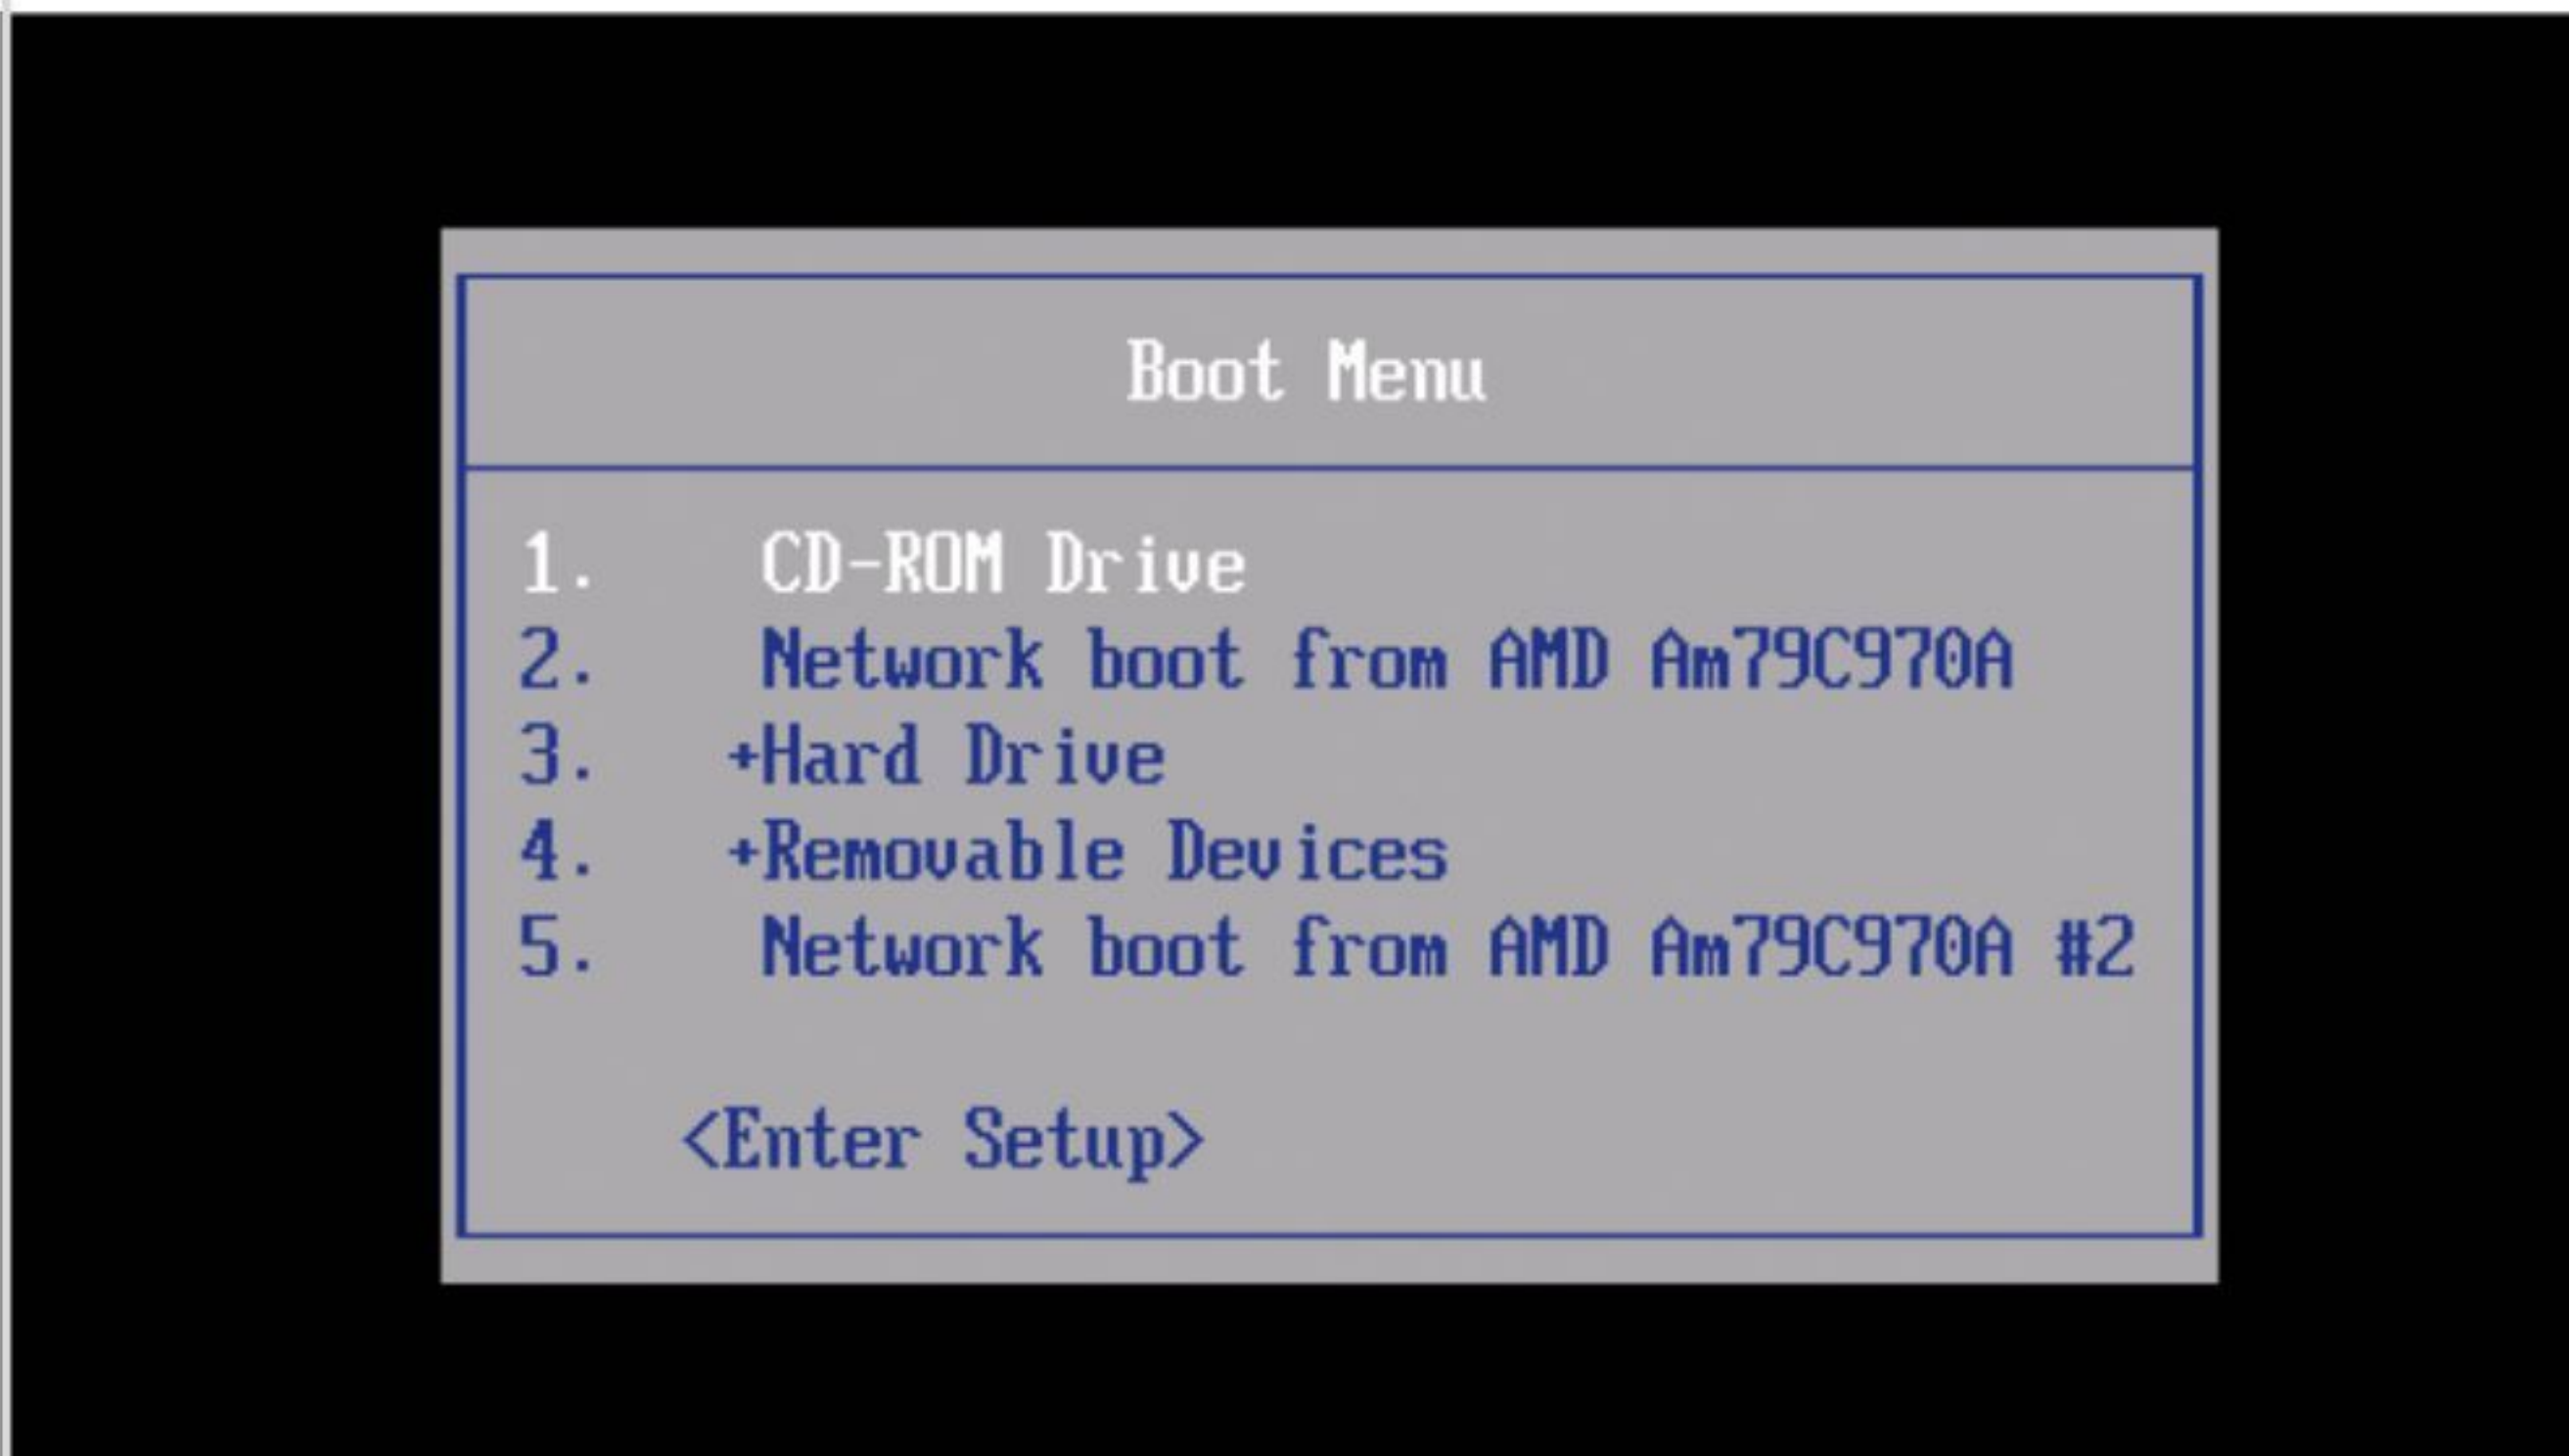 Boot Menu
1. CD-ROM Drive
2. Network boot from AMD Am79C970A
3. +Hard Drive
4. +Removable Devices
5. Network boot from AMD Am79C970A #2
<Enter Setup>